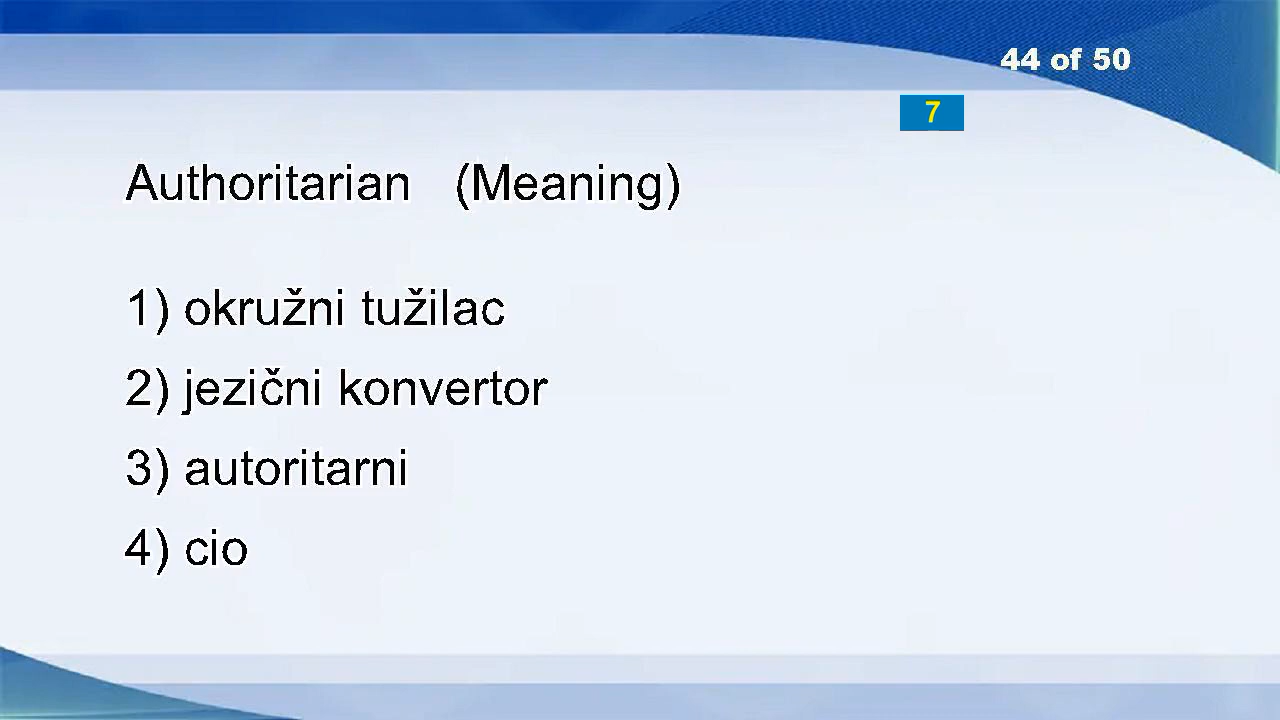 44 of 50
7
Authoritarian (Meaning)
1) okružni tužilac
2) jezični konvertor
3) autoritarni
4) cio